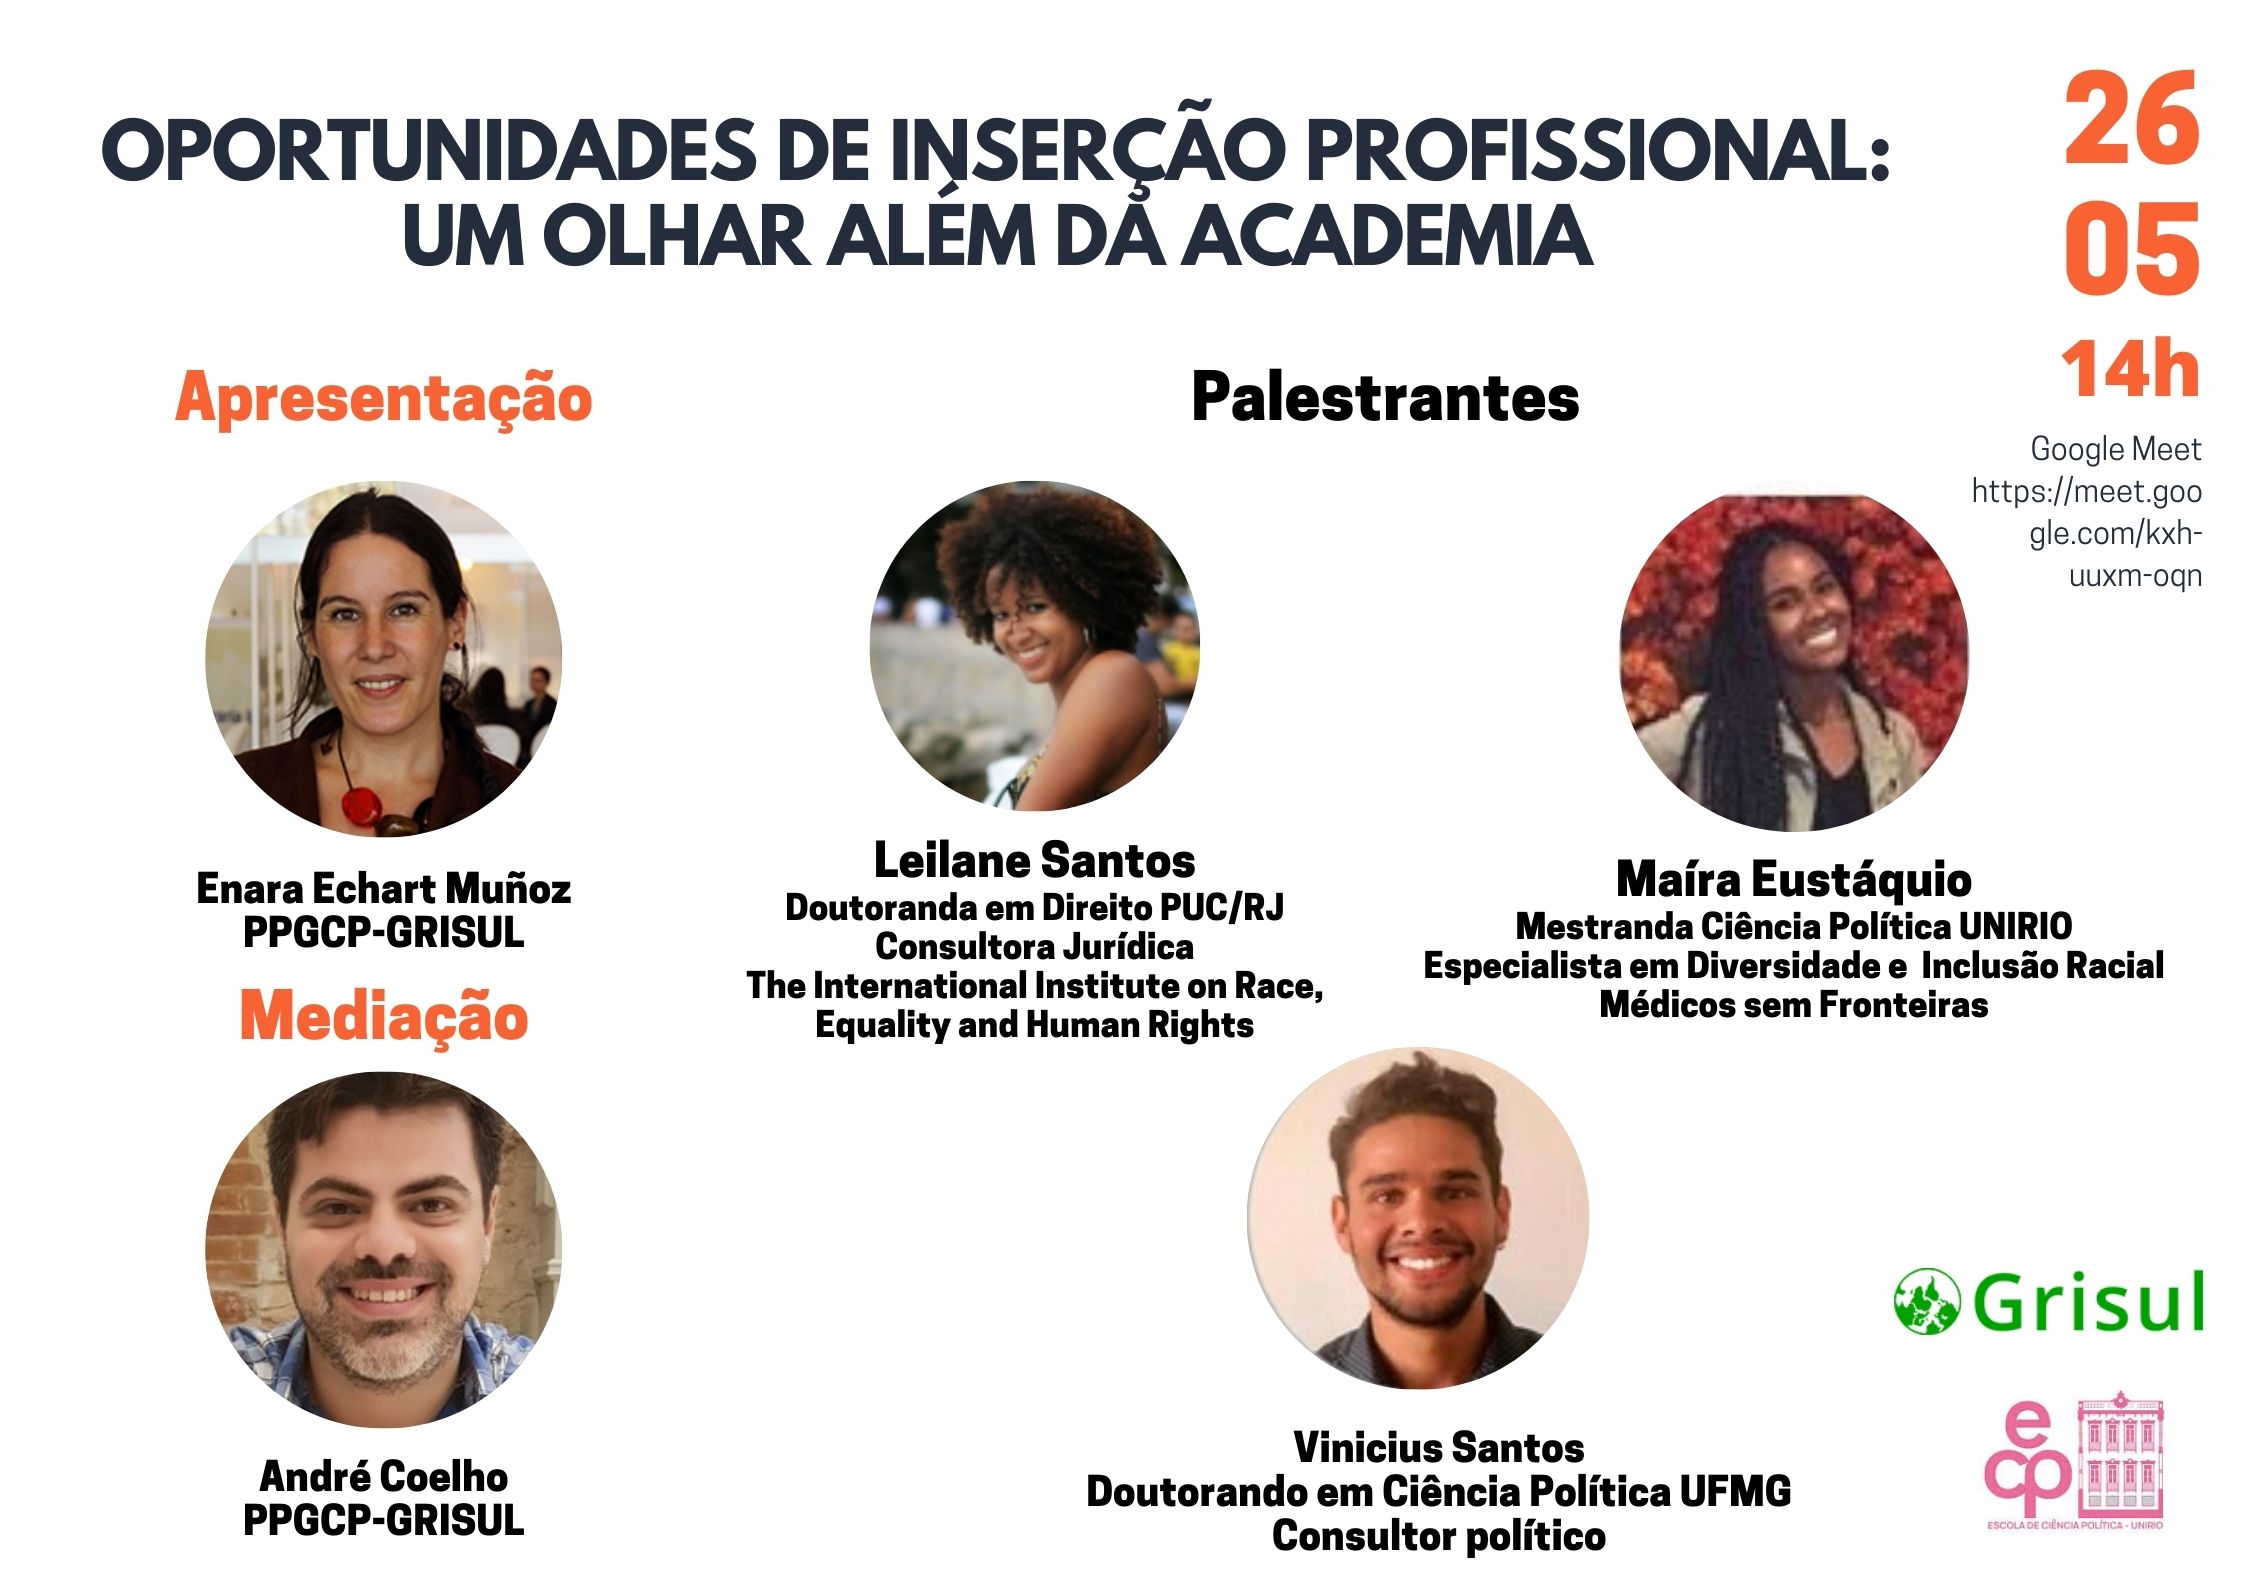 OPORTUNIDADES DE INSERÇÃO PROFISSIONAL:
UM OLHAR ALÉM DA ACADEMIA
26
05
14h
Google Meet
https://meet.goo
gle.com/kxh-
uuxm-oqn
Apresentação
Enara Echart Muñoz
PPGCP-GRISUL
Mediação
André Coelho
PPGCP-GRISUL
Palestrantes
Leilane Santos
Doutoranda em Direito PUC/RJ
Consultora Jurídica
The International Institute on Race,
Equality and Human Rights
Maíra Eustáquio
Mestranda Ciência Política UNIRIO
Especialista em Diversidade e Inclusão Racial
Médicos sem Fronteiras
Vinicius Santos
Doutorando em Ciência Política UFMG
Consultor político
Grisul
ecp
ESCOLA DE CIÊNCIA POLÍTICA - UNIRIO